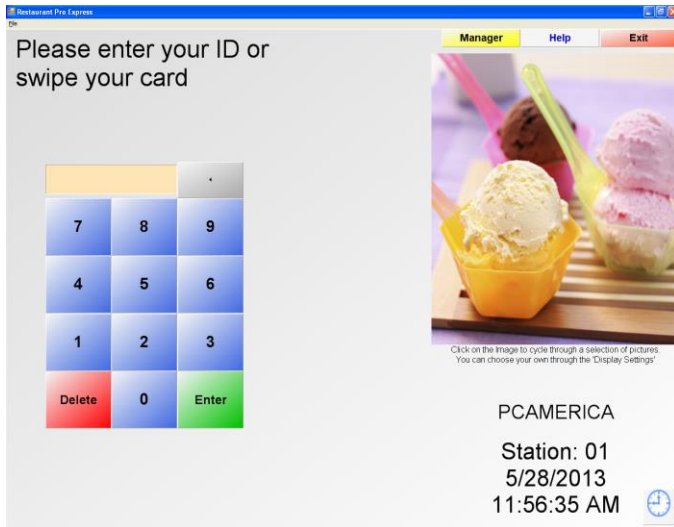 Restaurant Pro Express
File
Please enter your ID or
swipe your card
Manager
Help
Exit
7
8
9
4
5
6
1
2
3
Delete
0
Enter
Click on the Image to cycle through a selection of pictures.
You can choose your own through the 'Display Settings'
PCAMERICA
Station: 01
5/28/2013
11:56:35 AM